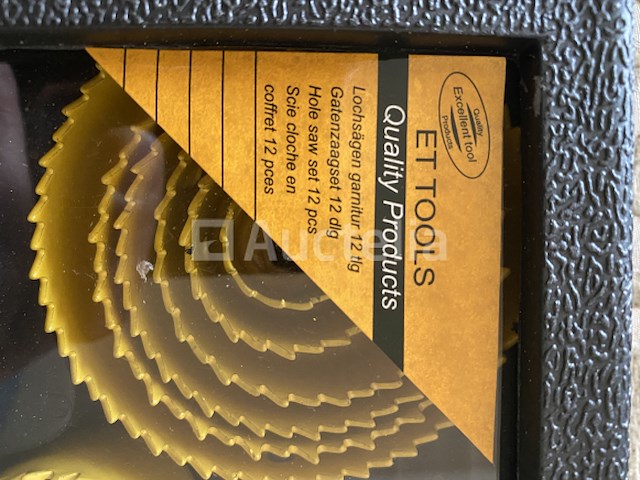 Quality
Excellent tool
Products
ET TOOLS
Quality Products
Lochsägen garnitur 12 tlg
Gatenzaagset 12 dlg
Hole saw set 12 pcs
Scie cloche en
coffret 12 pces
Auctelia